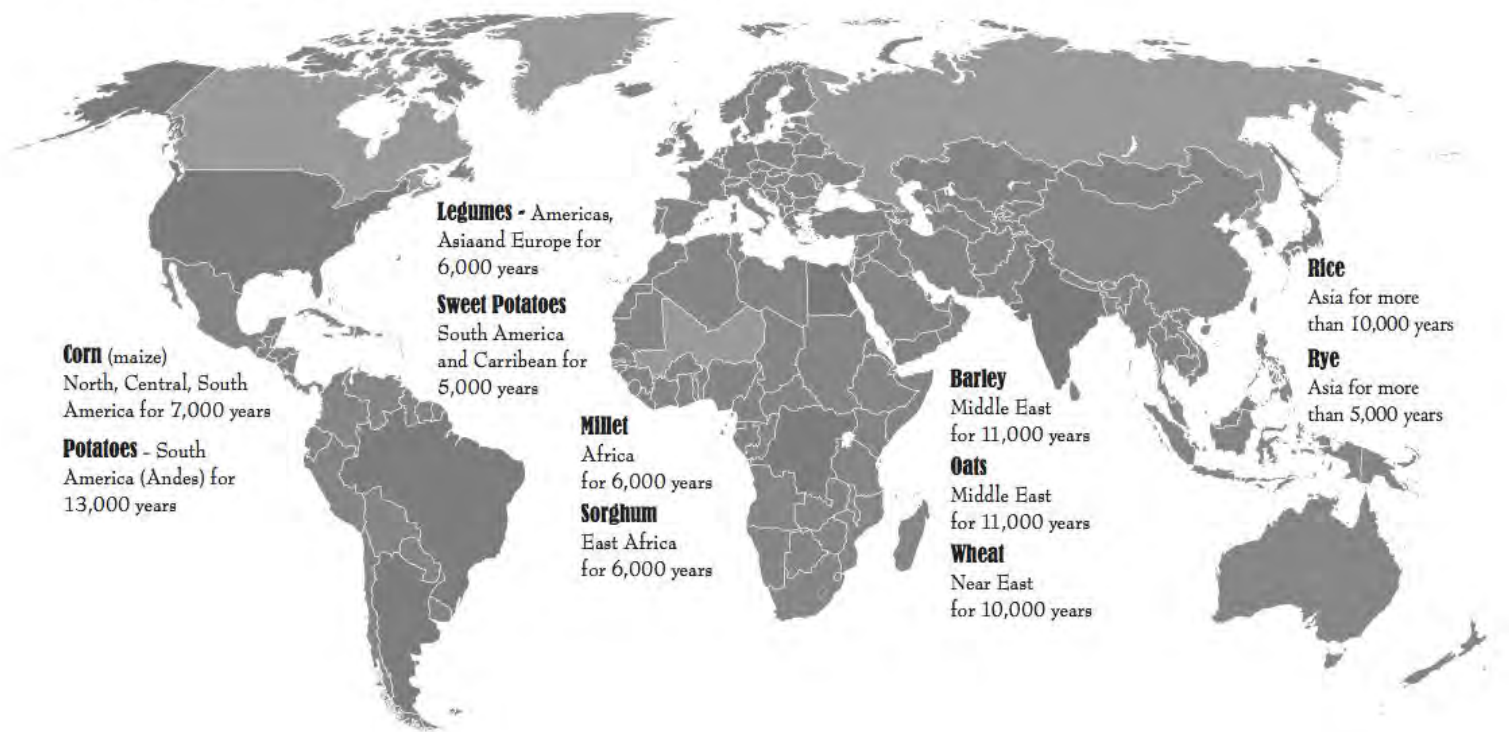 Legumes - Americas,
Asiaand Europe for
6,000 years
Sweet Potatoes
South America
and Carribean for
5,000 years
Corn (maize)
North, Central, South
America for 7,000 years
Potatoes - South
America (Andes) for
13,000 years
Millet
Africa
for 6,000 years
Sorghum
East Africa
for 6,000 years
Barley
Middle East
for 11,000 years
Oats
Middle East
for 11,000 years
Wheat
Near East
for 10,000 years
Rice
Asia for more
than 10,000 years
Rye
Asia for more
than 5,000 years